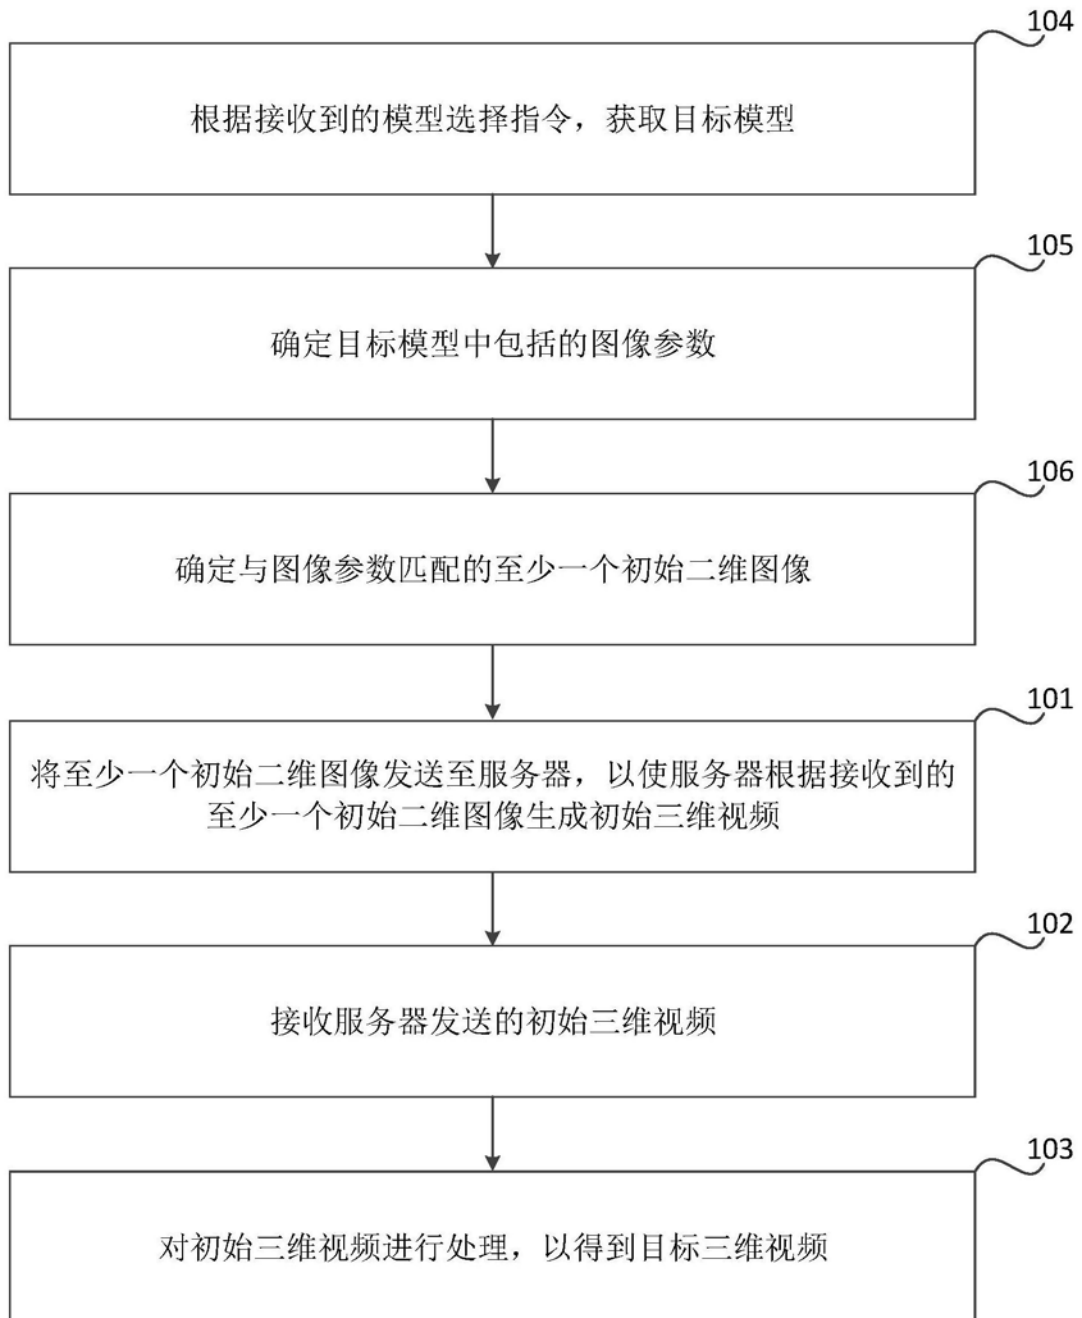 104
根据接收到的模型选择指令，获取目标模型
105
确定目标模型中包括的图像参数
106
确定与图像参数匹配的至少一个初始二维图像
101
将至少一个初始二维图像发送至服务器，以使服务器根据接收到的
至少一个初始二维图像生成初始三维视频
102
接收服务器发送的初始三维视频
103
对初始三维视频进行处理，以得到目标三维视频